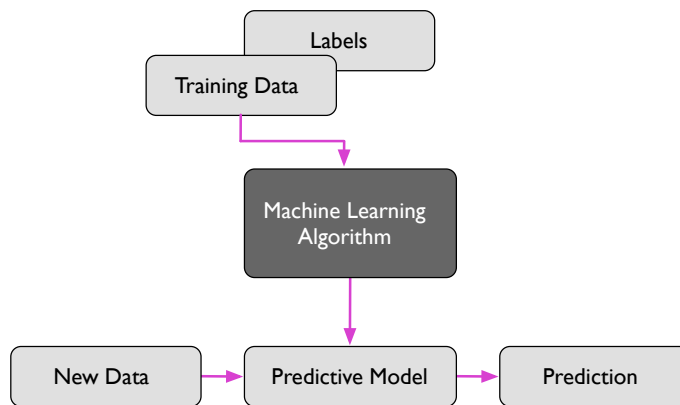 Labels
Training Data
Machine Learning
Algorithm
New Data
Predictive Model
Prediction